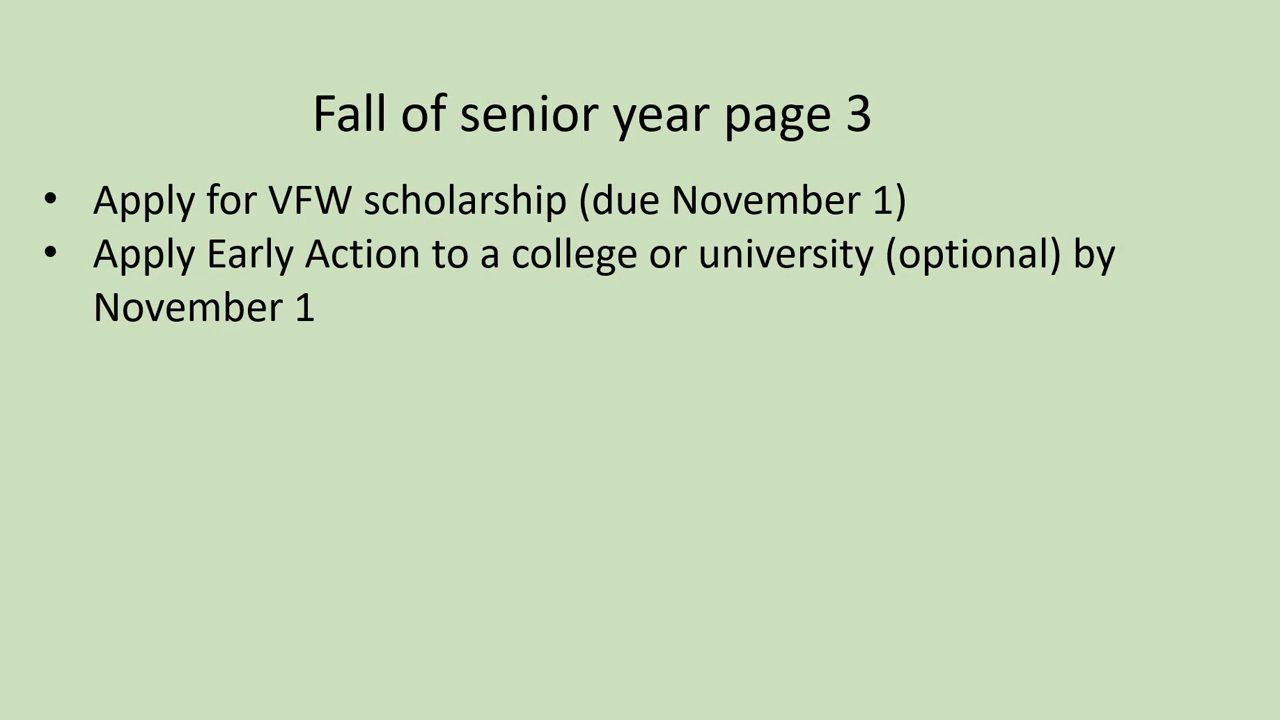 Fall of senior year page 3
• Apply for VFW scholarship (due November 1)
• Apply Early Action to a college or university (optional) by
November 1